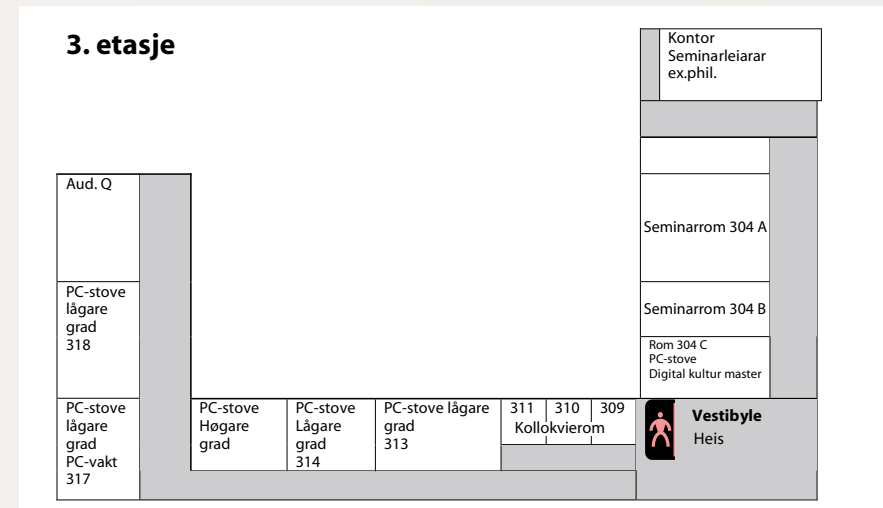 3. etasje
Kontor
Seminarleiarar
ex.phil.
Aud. Q
Seminarrom 304 A
PC-stove
lågare
grad
318
Seminarrom 304 B
Rom 304 C
PC-stove
Digital kultur master
PC-stove
lågare
grad
PC-vakt
317
PC-stove
Høgare
grad
PC-stove
Lågare
grad
314
PC-stove lågare
grad
313
311 310 309
Kollokvierom
Vestibyle
Heis